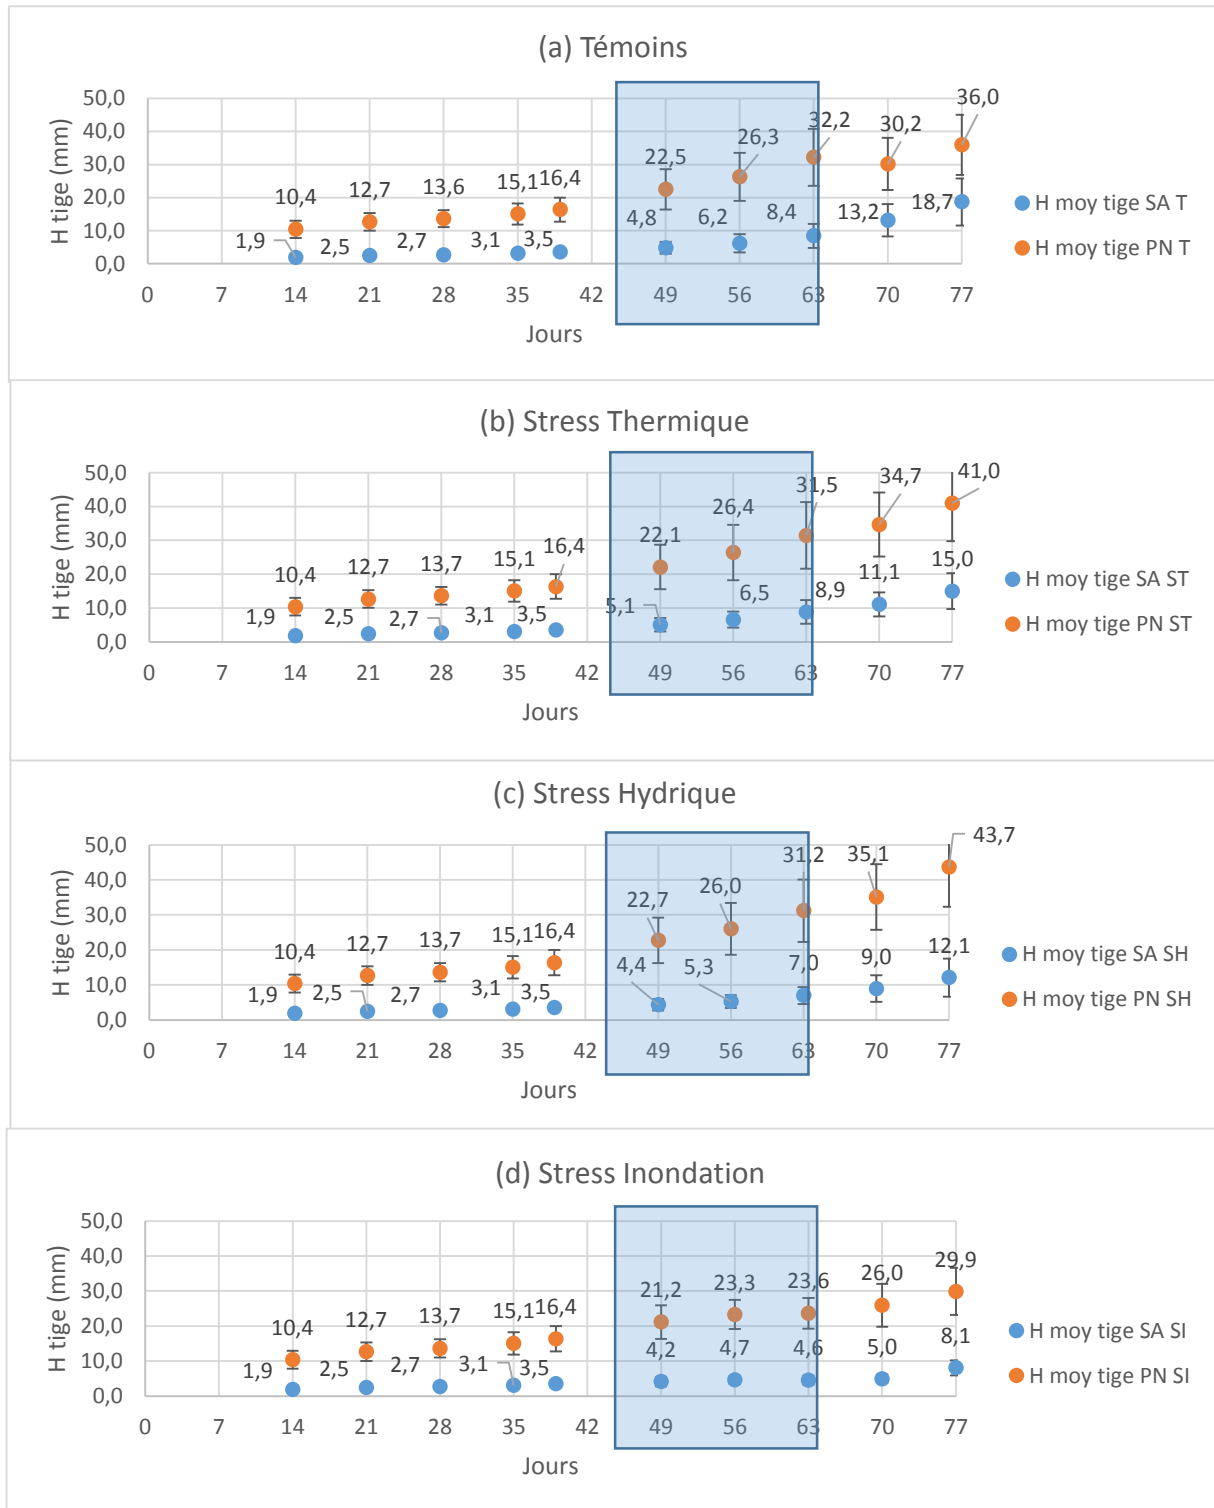 (a) Témoins
50,0
40,0
30,0
20,0
10,0
0,0
H tige (mm)
10,4 12,7 13,6 15,1 16,4 22,5 26,3 32,2 30,2 36,0
1,9 2,5 2,7 3,1 3,5 4,8 6,2 8,4 13,2 18,7
0 7 14 21 28 35 42 49 56 63 70 77
Jours
H moy tige SA T
H moy tige PN T
(b) Stress Thermique
50,0
40,0
30,0
20,0
10,0
0,0
H tige (mm)
10,4 12,7 13,7 15,1 16,4 22,1 26,4 31,5 34,7 41,0
1,9 2,5 2,7 3,1 3,5 5,1 6,5 8,9 11,1 15,0
0 7 14 21 28 35 42 49 56 63 70 77
Jours
H moy tige SA ST
H moy tige PN ST
(c) Stress Hydrique
50,0
40,0
30,0
20,0
10,0
0,0
H tige (mm)
10,4 12,7 13,7 15,1 16,4 22,7 26,0 31,2 35,1 43,7
1,9 2,5 2,7 3,1 3,5 4,4 5,3 7,0 9,0 12,1
0 7 14 21 28 35 42 49 56 63 70 77
Jours
H moy tige SA SH
H moy tige PN SH
(d) Stress Inondation
50,0
40,0
30,0
20,0
10,0
0,0
H tige (mm)
10,4 12,7 13,7 15,1 16,4 21,2 23,3 23,6 26,0 29,9
1,9 2,5 2,7 3,1 3,5 4,2 4,7 4,6 5,0 8,1
0 7 14 21 28 35 42 49 56 63 70 77
Jours
H moy tige SA SI
H moy tige PN SI